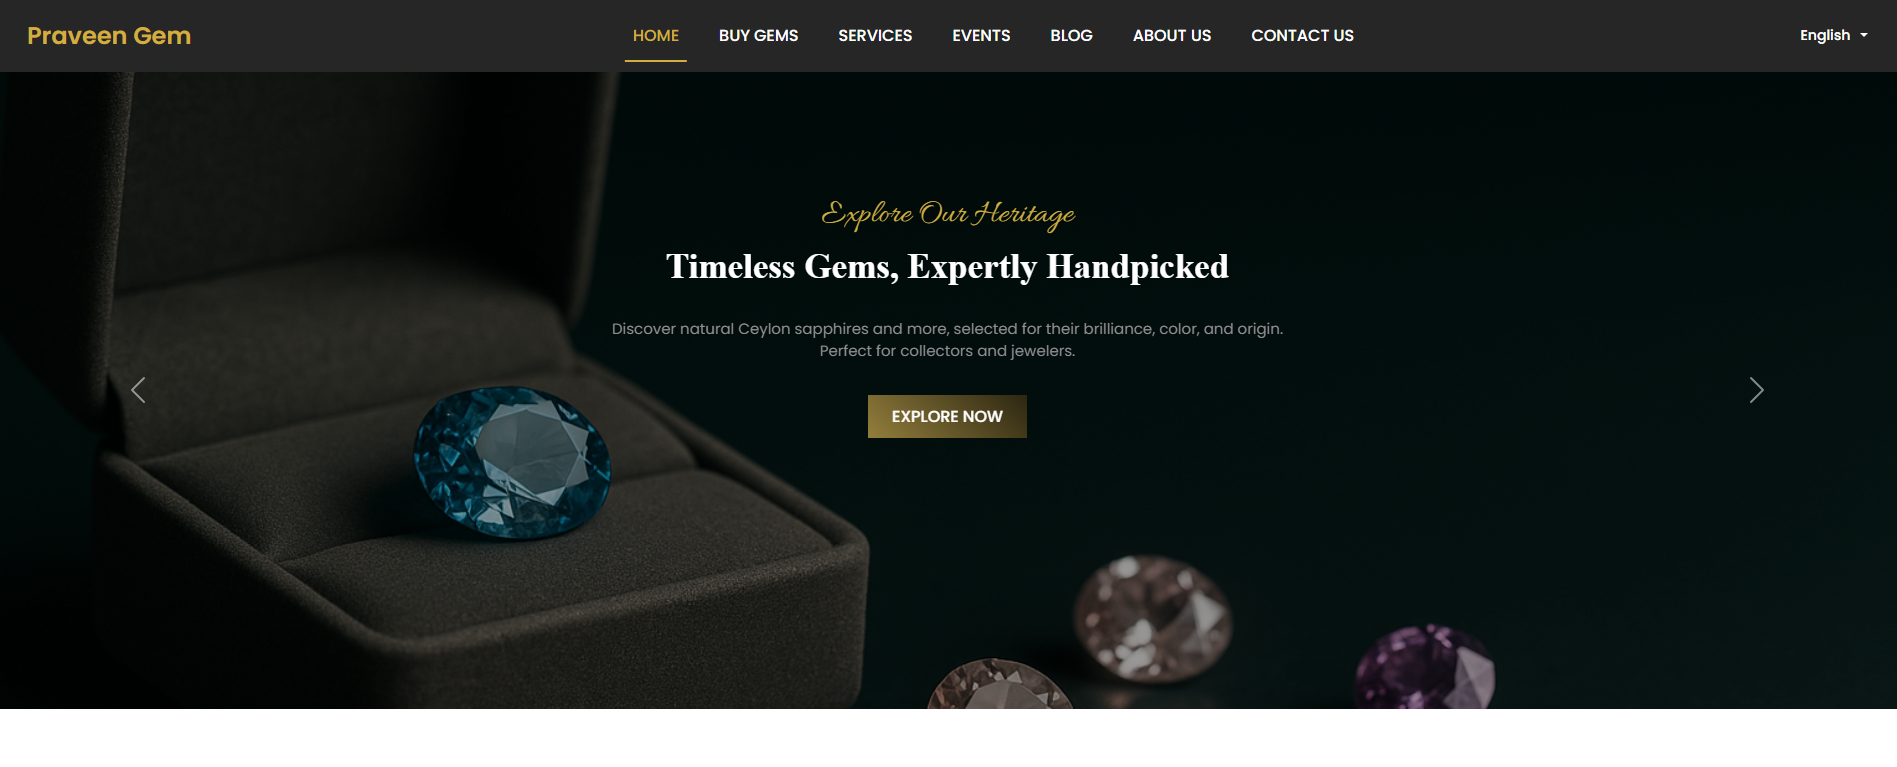 Praveen Gem
HOME
BUY GEMS
SERVICES
EVENTS
BLOG
ABOUT US
CONTACT US
English
Explore Our Heritage
Timeless Gems, Expertly Handpicked
Discover natural Ceylon sapphires and more, selected for their brilliance, color, and origin.
Perfect for collectors and jewelers.
EXPLORE NOW